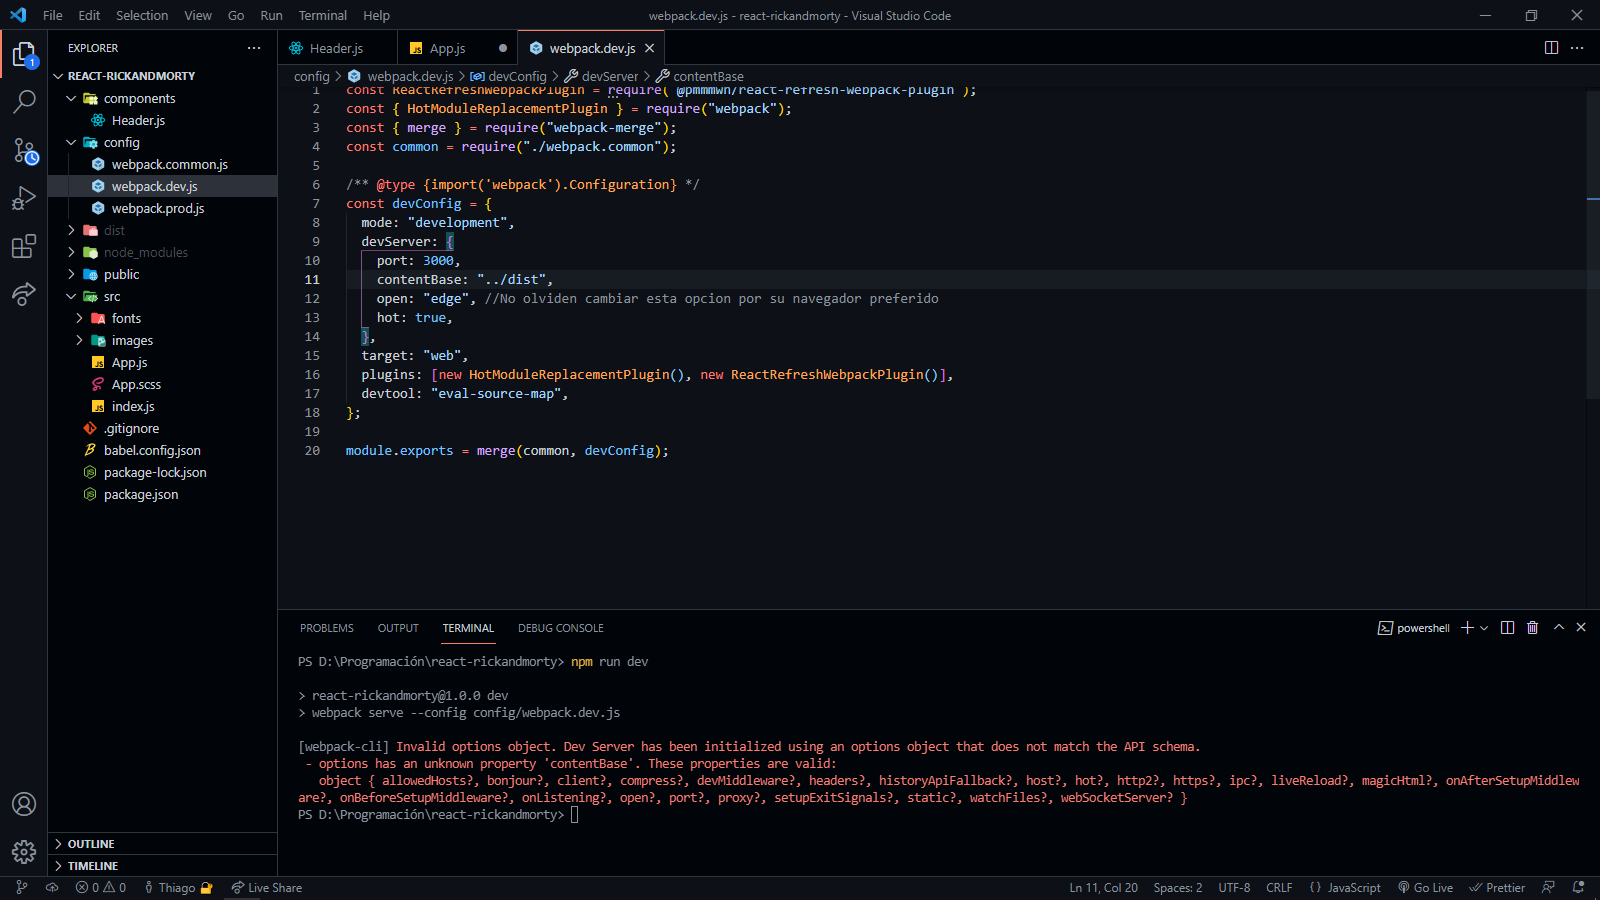 File Edit Selection View Go Run Terminal Help
webpack.dev.js - react-rickandmorty - Visual Studio Code
EXPLORER
REACT-RICKANDMORTY
components
Header.js
config
webpack.common.js
webpack.dev.js
webpack.prod.js
dist
node_modules
public
src
fonts
images
App.js
App.scss
index.js
.gitignore
babel.config.json
package-lock.json
package.json
OUTLINE
TIMELINE
Header.js App.js webpack.dev.js
config > webpack.dev.js > devConfig > devServer > contentBase
1 const ReactRefreshWebpackPlugin = require("@pmmmwh/react-refresh-webpack-plugin");
2 const { HotModuleReplacementPlugin } = require("webpack");
3 const { merge } = require("webpack-merge");
4 const common = require("./webpack.common");
5
6 /** @type {import('webpack').Configuration} */
7 const devConfig = {
8 mode: "development",
9 devServer: {
10 port: 3000,
11 contentBase: "../dist",
12 open: "edge", //No olviden cambiar esta opcion por su navegador preferido
13 hot: true,
14 },
15 target: "web",
16 plugins: [new HotModuleReplacementPlugin(), new ReactRefreshWebpackPlugin()],
17 devtool: "eval-source-map",
18 };
19
20 module.exports = merge(common, devConfig);
PROBLEMS OUTPUT TERMINAL DEBUG CONSOLE
powershell
PS D:\Programación\react-rickandmorty> npm run dev
> react-rickandmorty@1.0.0 dev
> webpack serve --config config/webpack.dev.js
[webpack-cli] Invalid options object. Dev Server has been initialized using an options object that does not match the API schema.
- options has an unknown property 'contentBase'. These properties are valid:
object { allowedHosts?, bonjour?, client?, compress?, devMiddleware?, headers?, historyApiFallback?, host?, hot?, http2?, https?, ipc?, liveReload?, magicHtml?, onAfterSetupMiddlew
are?, onBeforeSetupMiddleware?, onListening?, open?, port?, proxy?, setupExitSignals?, static?, watchFiles?, webSocketServer? }
PS D:\Programación\react-rickandmorty>
0 0 Thiago Live Share Ln 11, Col 20 Spaces: 2 UTF-8 CRLF {} JavaScript Go Live Prettier